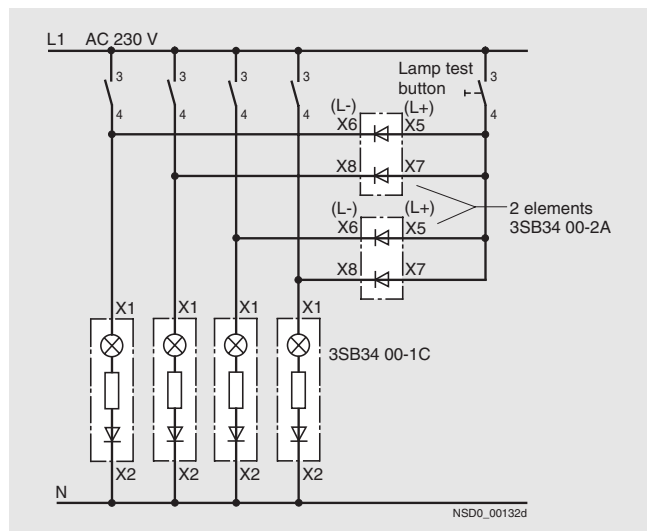 L1 AC 230 V
3 3 3 3
4 4 4 4
Lamp test
button
3
4
(L-) (L+)
X6 X5
X8 X7
(L-) (L+)
X6 X5
X8 X7
2 elements
3SB34 00-2A
X1 X1 X1 X1
3SB34 00-1C
X2 X2 X2 X2
N
NSD0_00132d